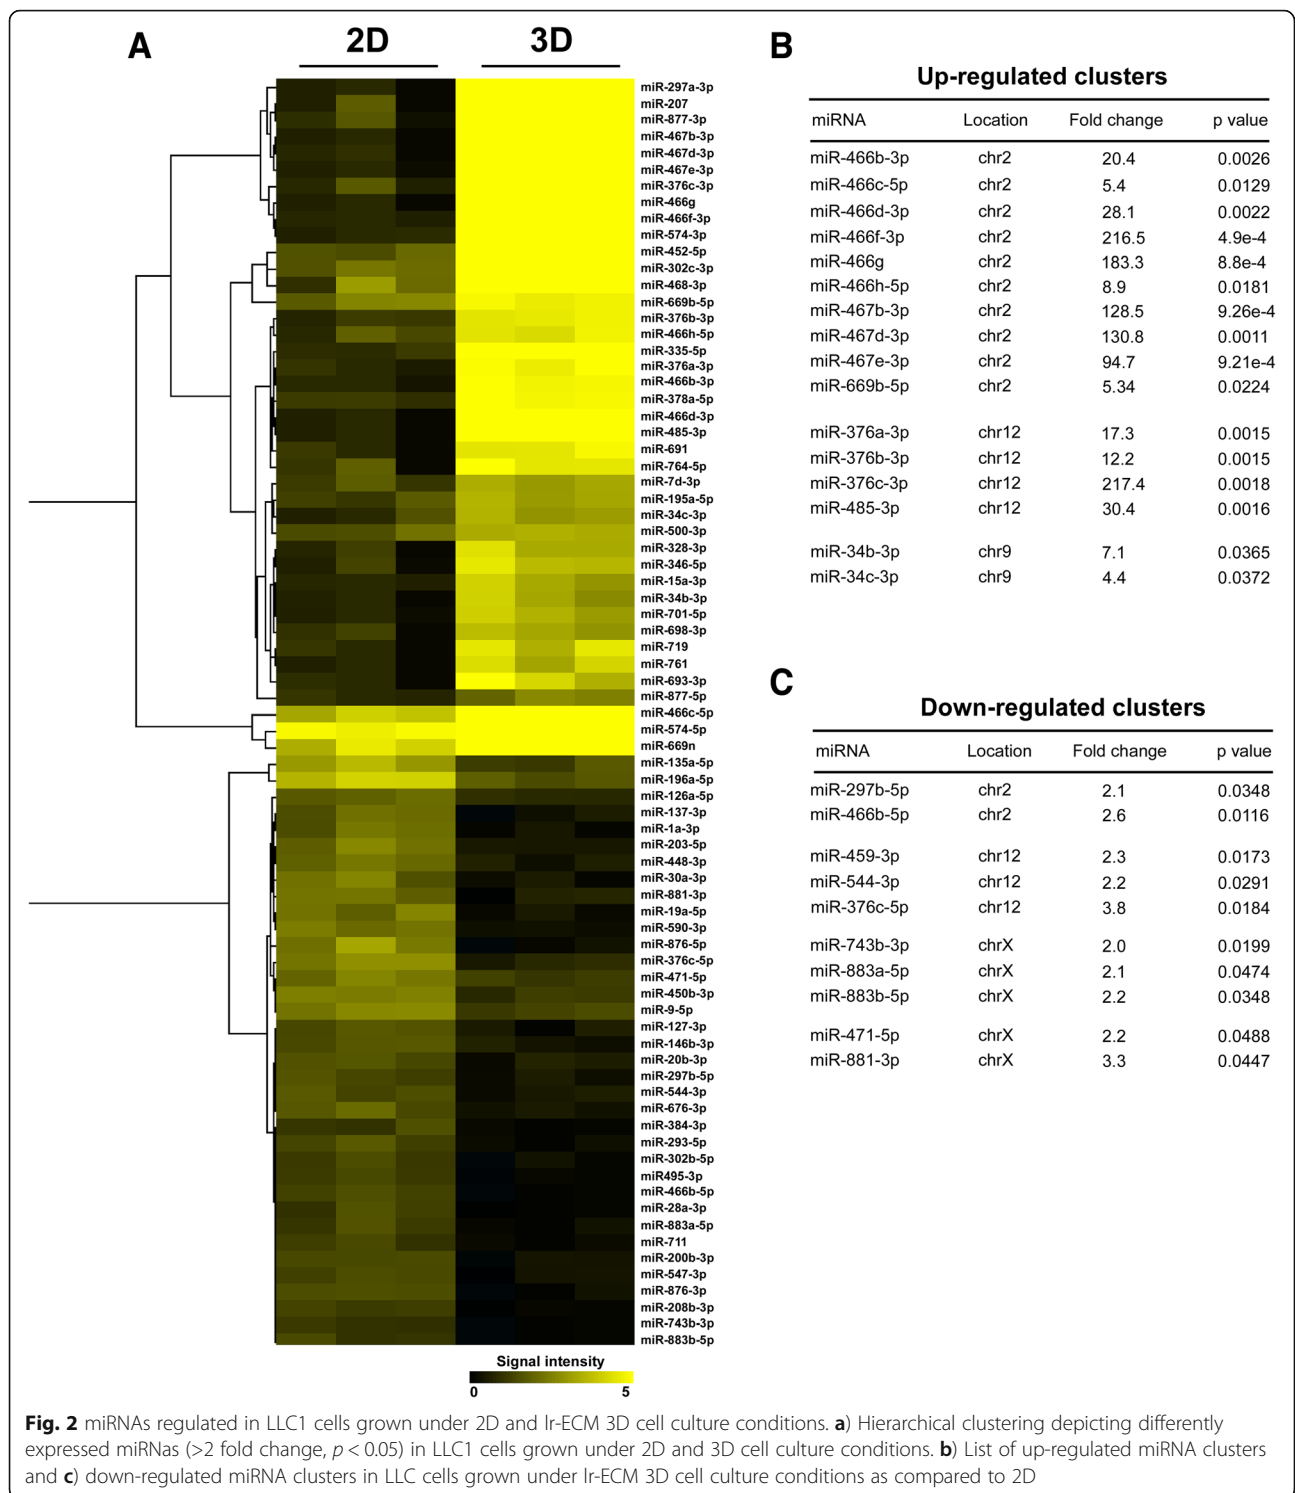 A
2D 3D
miR-297a-3p
miR-207
miR-877-3p
miR-467b-3p
miR-467d-3p
miR-467e-3p
miR-376c-3p
miR-466g
miR-466f-3p
miR-574-3p
miR-452-5p
miR-302c-3p
miR-468-3p
miR-669b-5p
miR-376b-3p
miR-466h-5p
miR-335-5p
miR-376a-3p
miR-466b-3p
miR-378a-5p
miR-466d-3p
miR-485-3p
miR-691
miR-764-5p
miR-7d-3p
miR-195a-5p
miR-34c-3p
miR-500-3p
miR-328-3p
miR-346-5p
miR-15a-3p
miR-34b-3p
miR-701-5p
miR-698-3p
miR-719
miR-761
miR-693-3p
miR-877-5p
miR-466c-5p
miR-574-5p
miR-669n
miR-135a-5p
miR-196a-5p
miR-126a-5p
miR-137-3p
miR-1a-3p
miR-203-5p
miR-448-3p
miR-30a-3p
miR-881-3p
miR-19a-5p
miR-590-3p
miR-876-5p
miR-376c-5p
miR-471-5p
miR-450b-3p
miR-9-5p
miR-127-3p
miR-146b-3p
miR-20b-3p
miR-297b-5p
miR-544-3p
miR-676-3p
miR-384-3p
miR-293-5p
miR-302b-5p
miR495-3p
miR-466b-5p
miR-28a-3p
miR-883a-5p
miR-711
miR-200b-3p
miR-547-3p
miR-876-3p
miR-208b-3p
miR-743b-3p
miR-883b-5p
Signal intensity
0 5
B
Up-regulated clusters
miRNA Location Fold change p value
miR-466b-3p chr2 20.4 0.0026
miR-466c-5p chr2 5.4 0.0129
miR-466d-3p chr2 28.1 0.0022
miR-466f-3p chr2 216.5 4.9e-4
miR-466g chr2 183.3 8.8e-4
miR-466h-5p chr2 8.9 0.0181
miR-467b-3p chr2 128.5 9.26e-4
miR-467d-3p chr2 130.8 0.0011
miR-467e-3p chr2 94.7 9.21e-4
miR-669b-5p chr2 5.34 0.0224
miR-376a-3p chr12 17.3 0.0015
miR-376b-3p chr12 12.2 0.0015
miR-376c-3p chr12 217.4 0.0018
miR-485-3p chr12 30.4 0.0016
miR-34b-3p chr9 7.1 0.0365
miR-34c-3p chr9 4.4 0.0372
C
Down-regulated clusters
miRNA Location Fold change p value
miR-297b-5p chr2 2.1 0.0348
miR-466b-5p chr2 2.6 0.0116
miR-459-3p chr12 2.3 0.0173
miR-544-3p chr12 2.2 0.0291
miR-376c-5p chr12 3.8 0.0184
miR-743b-3p chrX 2.0 0.0199
miR-883a-5p chrX 2.1 0.0474
miR-883b-5p chrX 2.2 0.0348
miR-471-5p chrX 2.2 0.0488
miR-881-3p chrX 3.3 0.0447
Fig. 2 miRNAs regulated in LLC1 cells grown under 2D and lr-ECM 3D cell culture conditions. a) Hierarchical clustering depicting differently
expressed miRNAs (>2 fold change, p < 0.05) in LLC1 cells grown under 2D and 3D cell culture conditions. b) List of up-regulated miRNA clusters
and c) down-regulated miRNA clusters in LLC cells grown under lr-ECM 3D cell culture conditions as compared to 2D